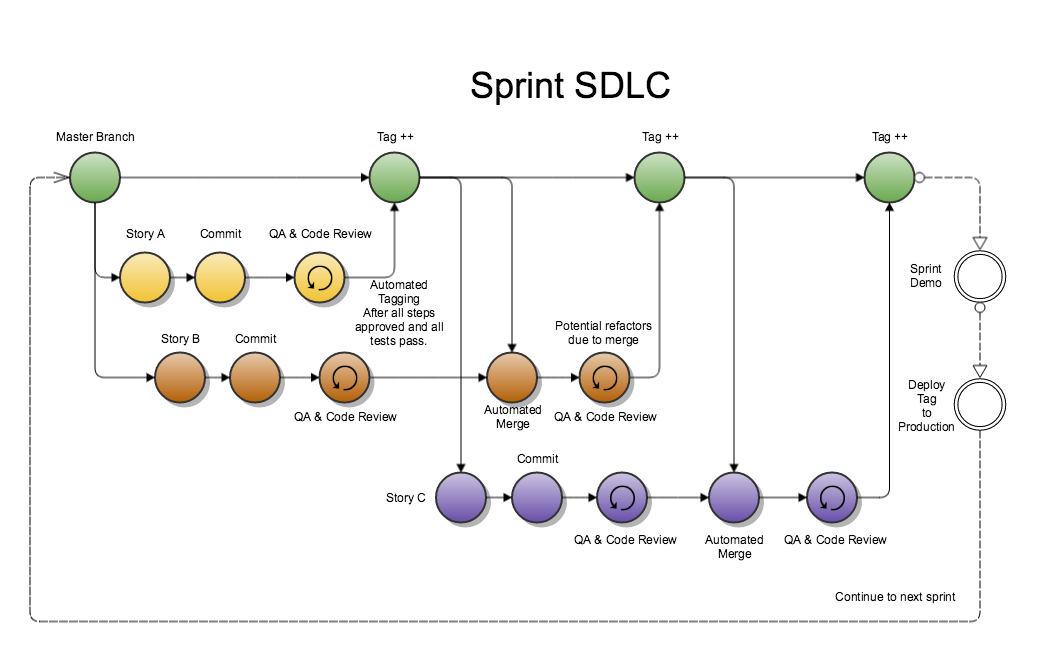 Sprint SDLC
Master Branch
Tag ++
Tag ++
Tag ++
Story A
Commit
QA & Code Review
Automated
Tagging
After all steps
approved and all
tests pass.
Sprint
Demo
Story B
Commit
QA & Code Review
Potential refactors
due to merge
Automated
Merge
QA & Code Review
Deploy
Tag
to
Production
Story C
Commit
QA & Code Review
Automated
Merge
QA & Code Review
Continue to next sprint